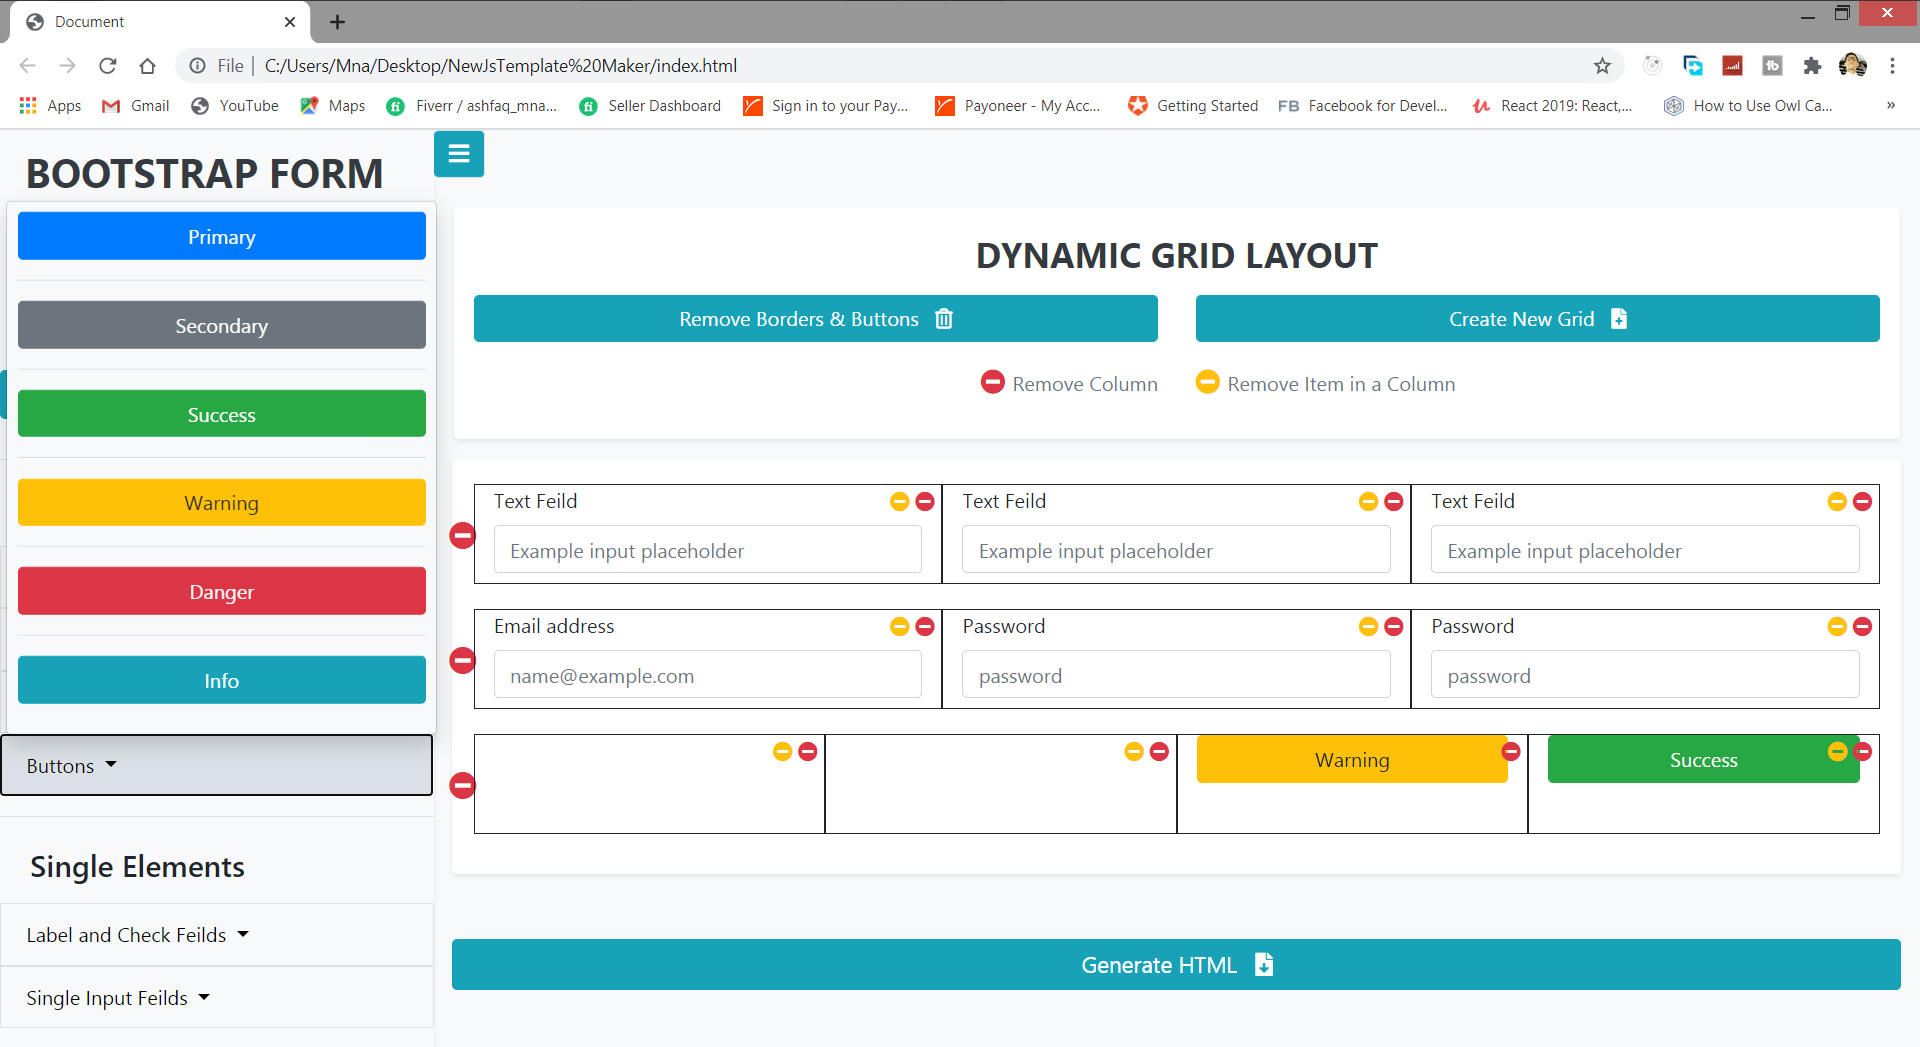 Document
File
C:/Users/Mna/Desktop/NewJsTemplate%20Maker/index.html
Apps
Gmail
YouTube
Maps
Fiverr / ashfaq_mna...
Seller Dashboard
Sign in to your Pay...
Payoneer - My Acc...
Getting Started
FB
Facebook for Devel...
React 2019: React,...
How to Use Owl Ca...
»
BOOTSTRAP FORM
Primary
Secondary
Success
Warning
Danger
Info
Buttons
Single Elements
Label and Check Feilds
Single Input Feilds
DYNAMIC GRID LAYOUT
Remove Borders & Buttons
Create New Grid
Remove Column
Remove Item in a Column
Text Feild
Text Feild
Text Feild
Example input placeholder
Example input placeholder
Example input placeholder
Email address
Password
Password
name@example.com
password
password
Warning
Success
Generate HTML